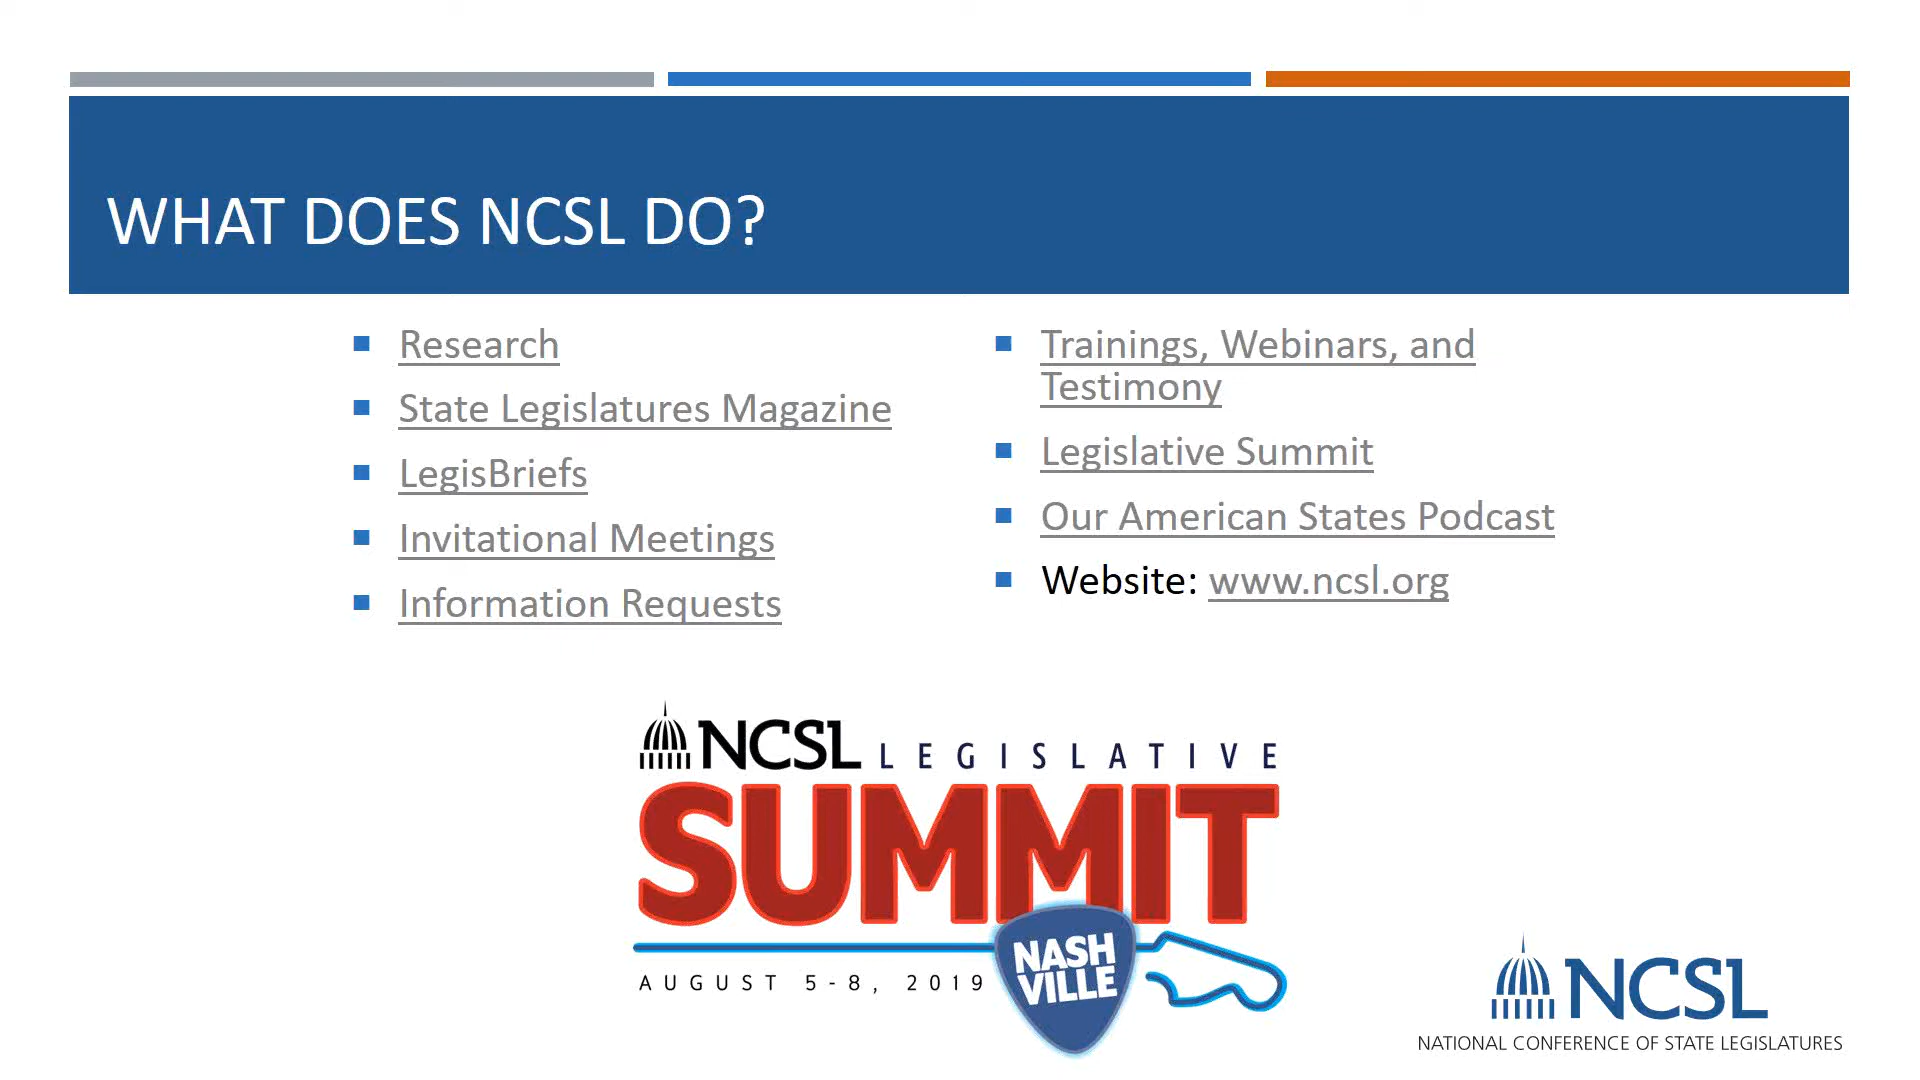 WHAT DOES NCSL DO?
Research
State Legislatures Magazine
LegisBriefs
Invitational Meetings
Information Requests
Trainings, Webinars, and
Testimony
Legislative Summit
Our American States Podcast
Website: www.ncsl.org
NCSL LEGISLATIVE
SUMMIT
AUGUST 5-8, 2019
NASH
VILLE
NCSL
NATIONAL CONFERENCE OF STATE LEGISLATURES